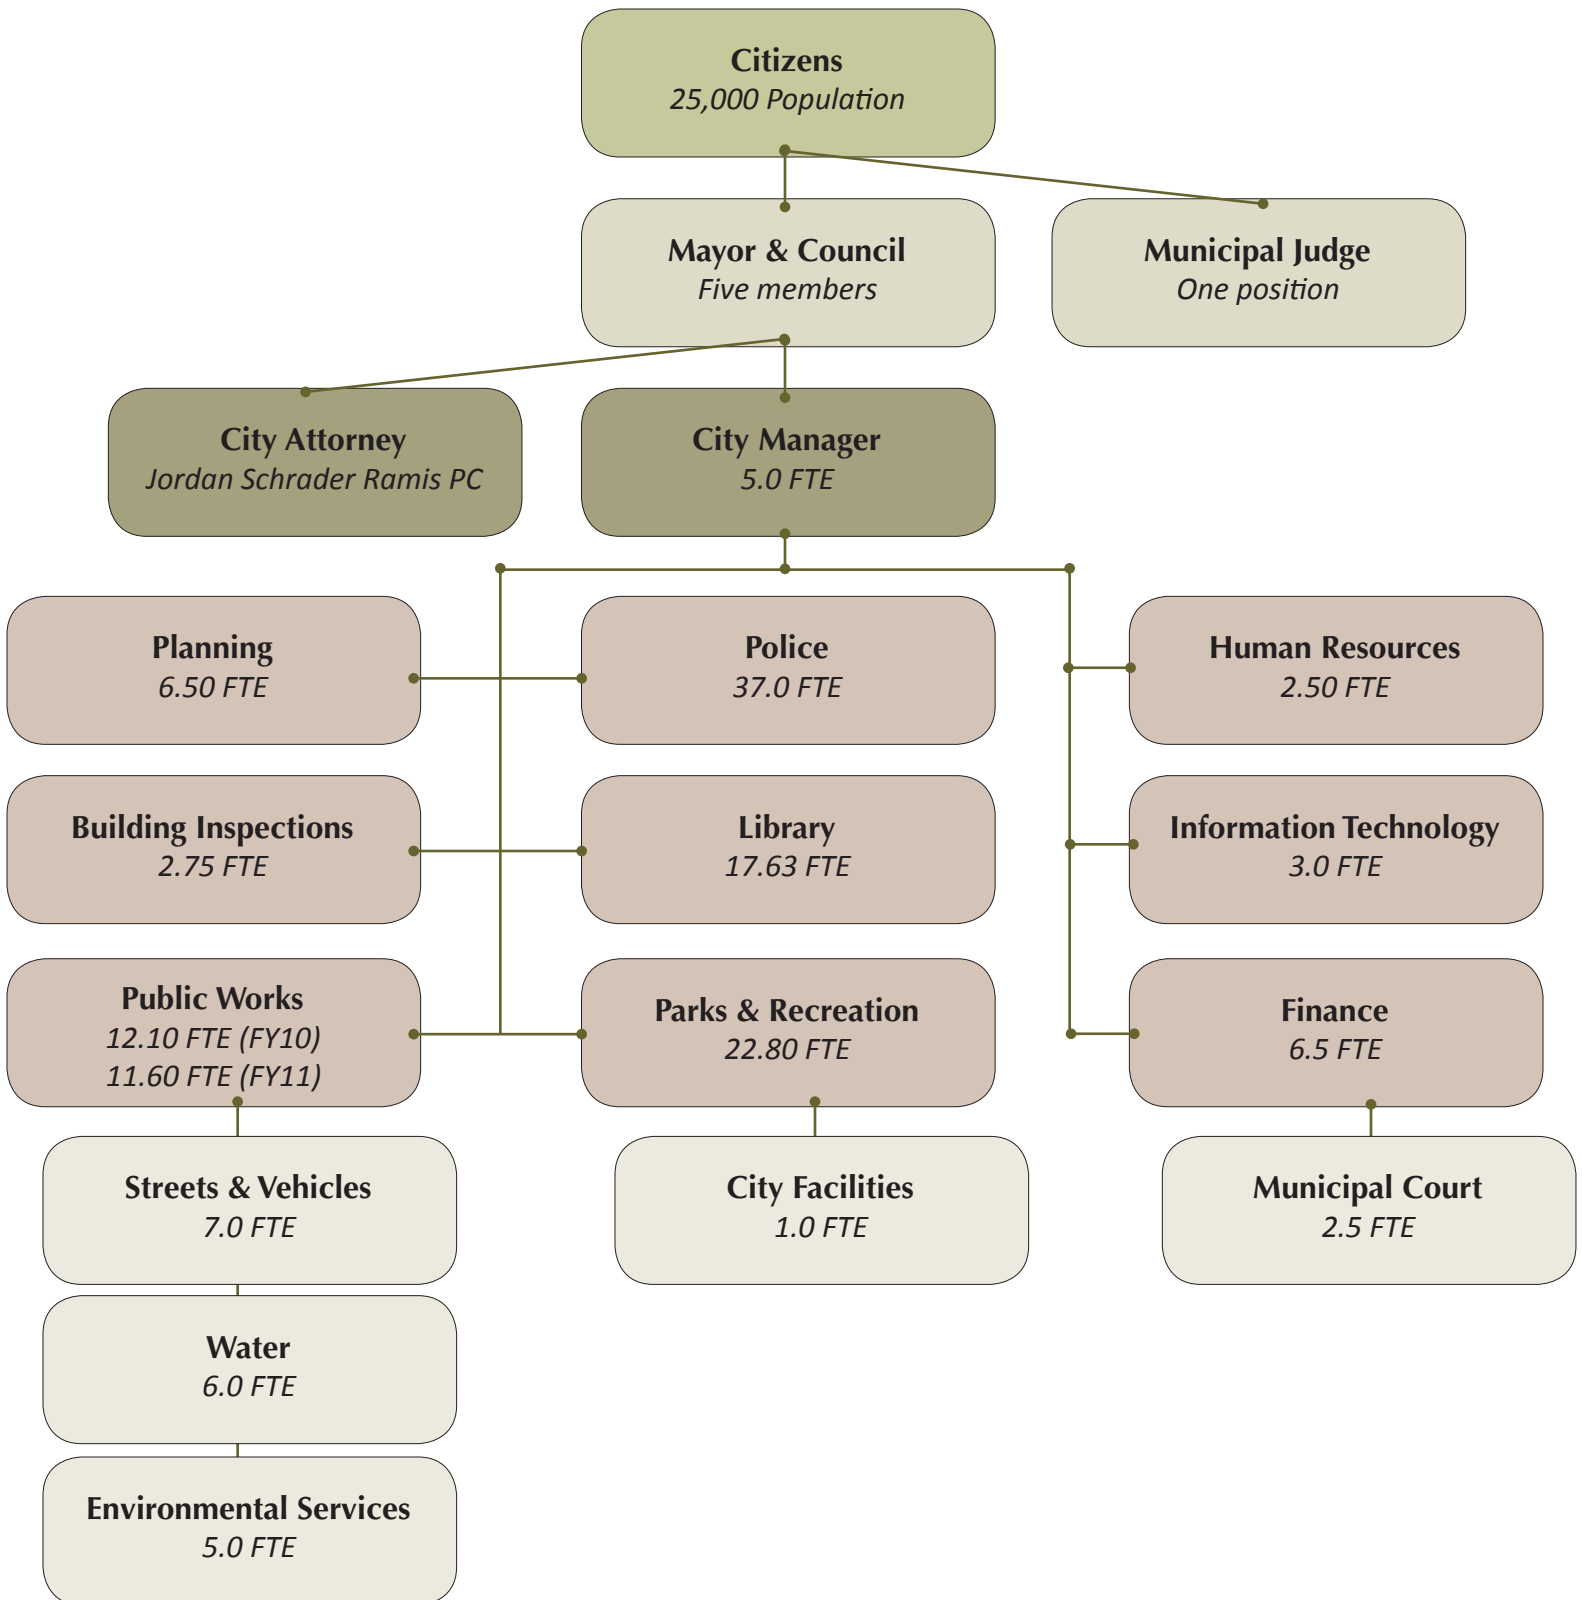 Citizens
25,000 Population
Mayor & Council
Five members
Municipal Judge
One position
City Attorney
Jordan Schrader Ramis PC
City Manager
5.0 FTE
Planning
6.50 FTE
Police
37.0 FTE
Human Resources
2.50 FTE
Building Inspections
2.75 FTE
Library
17.63 FTE
Information Technology
3.0 FTE
Public Works
12.10 FTE (FY10)
11.60 FTE (FY11)
Parks & Recreation
22.80 FTE
Finance
6.5 FTE
Streets & Vehicles
7.0 FTE
City Facilities
1.0 FTE
Municipal Court
2.5 FTE
Water
6.0 FTE
Environmental Services
5.0 FTE